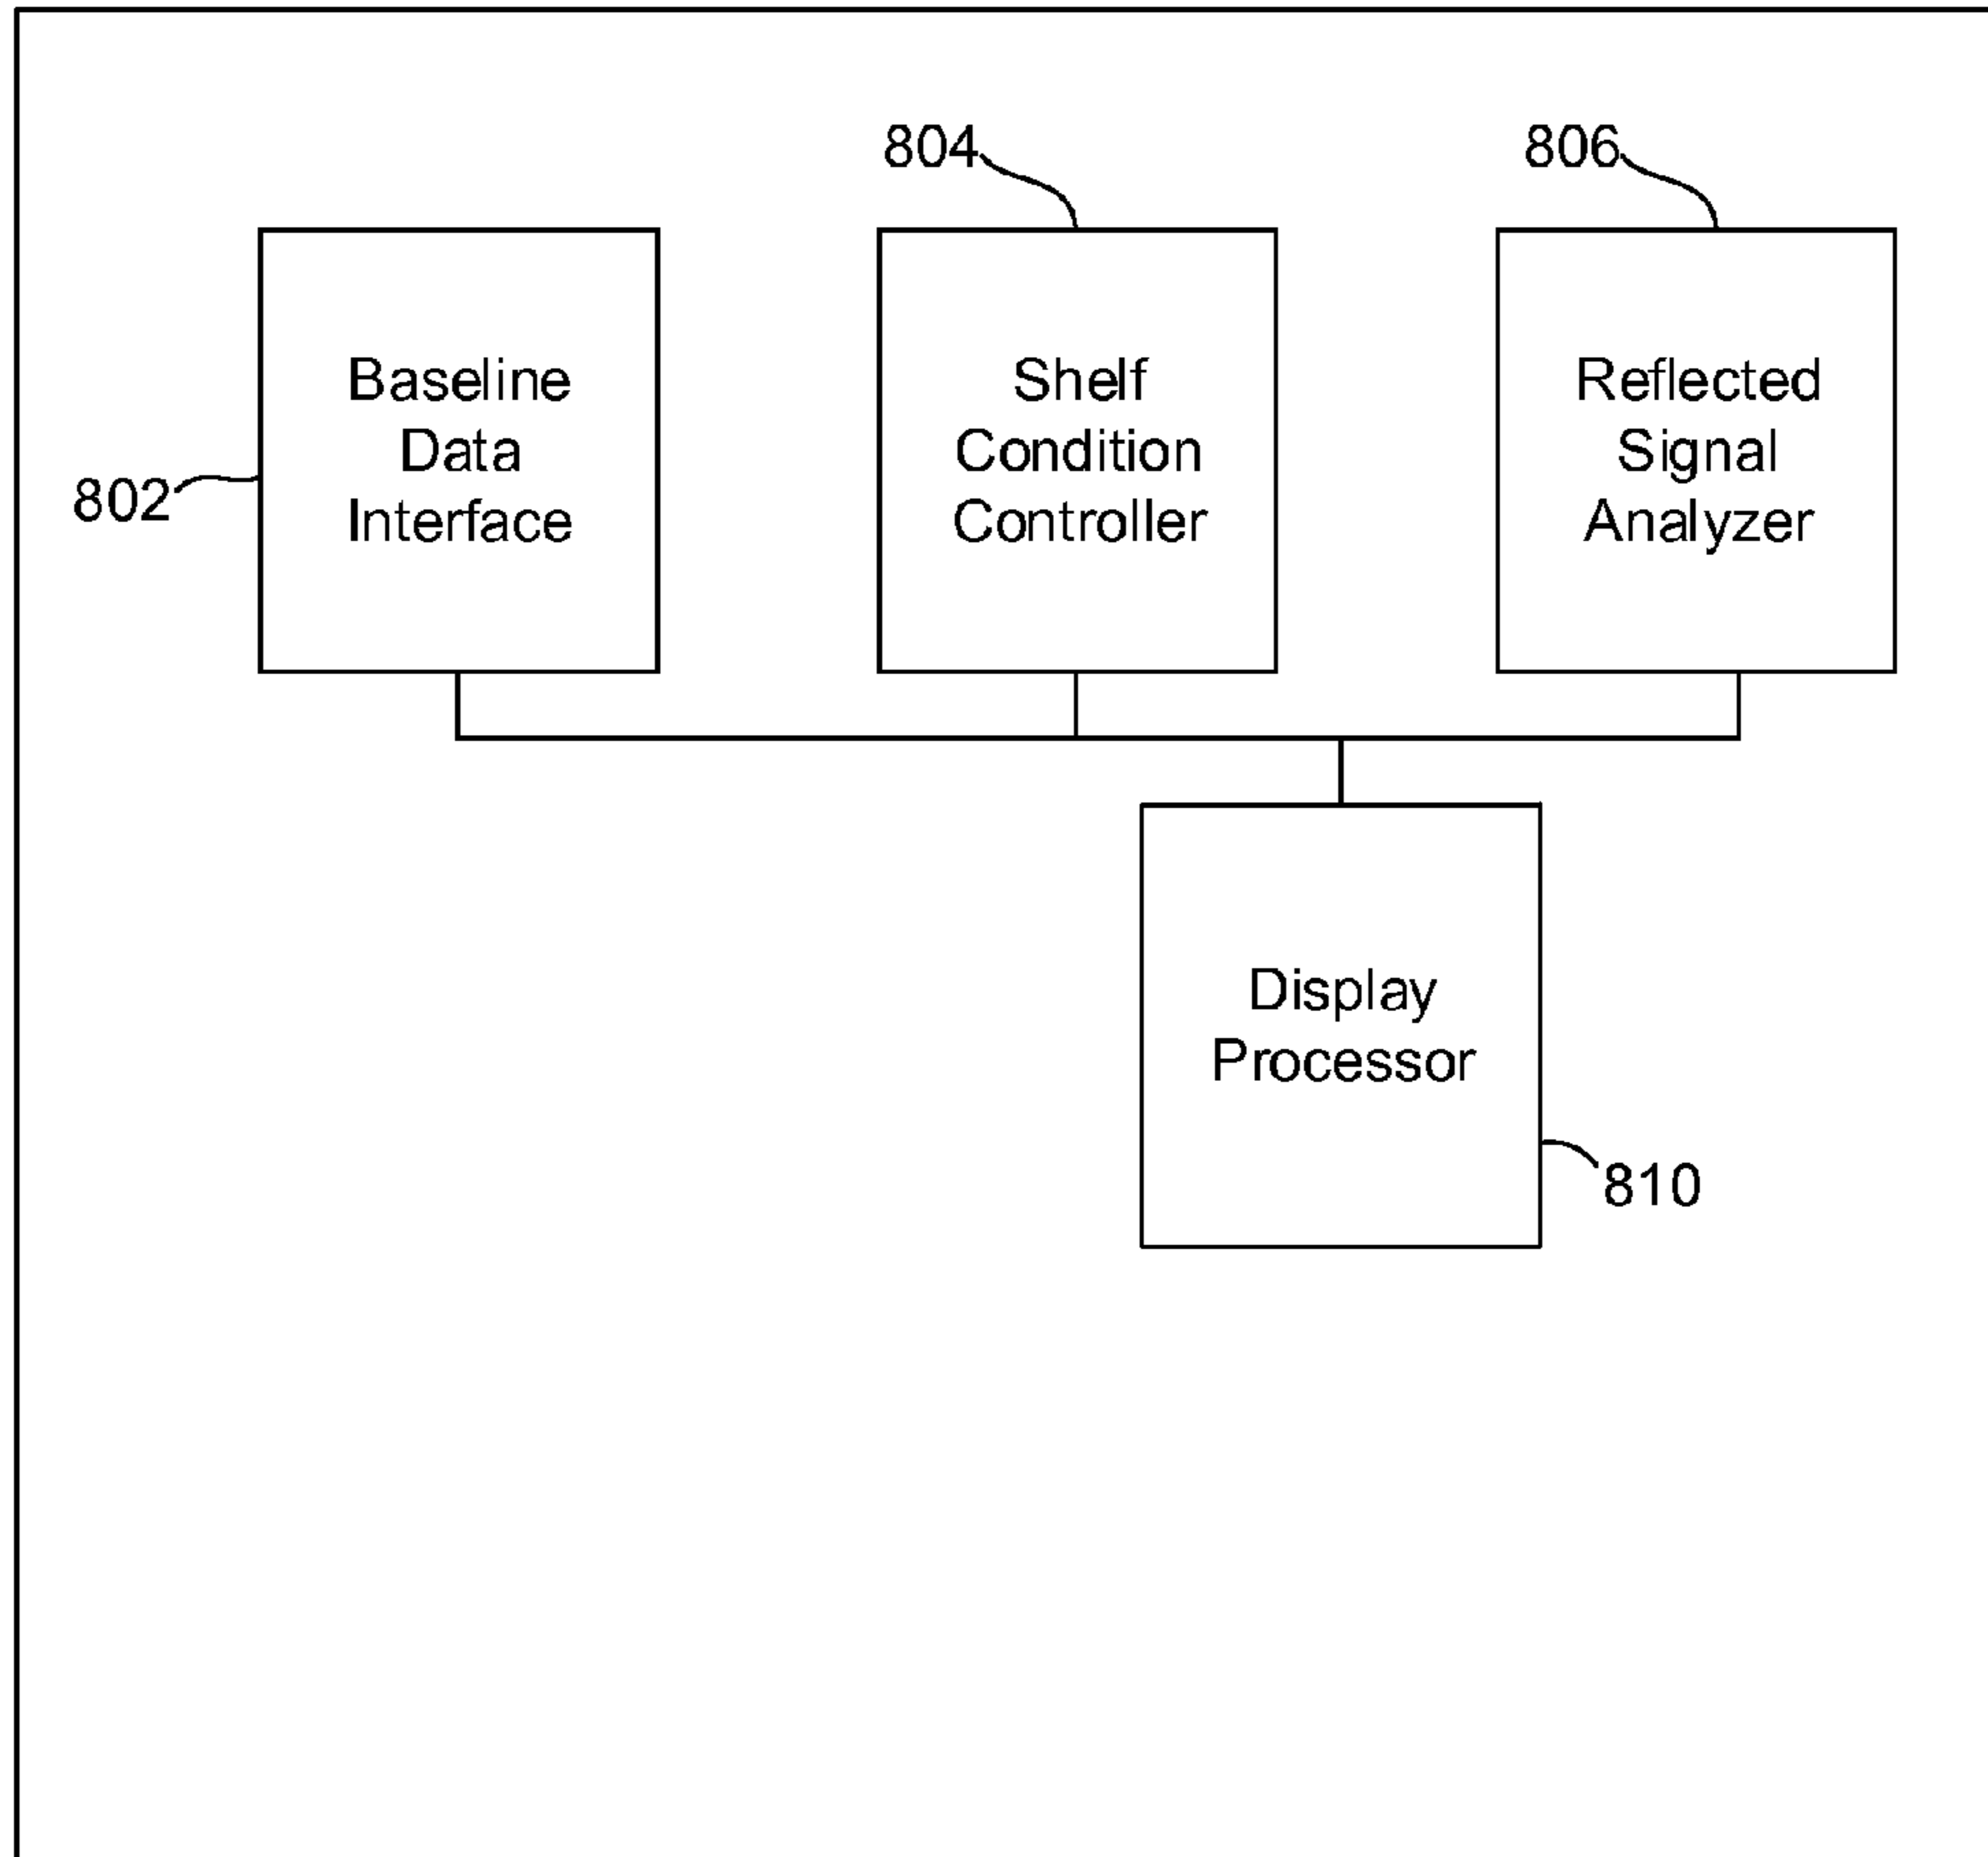 804
806
Baseline
Data
Interface
802
Shelf
Condition
Controller
Reflected
Signal
Analyzer
Display
Processor
810